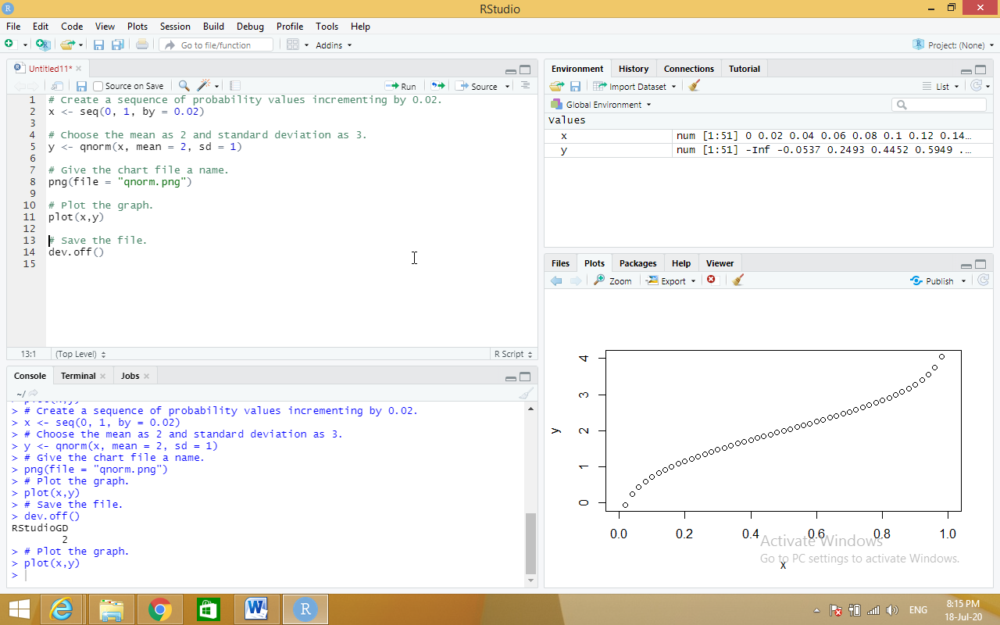 RStudio
File Edit Code View Plots Session Build Debug Profile Tools Help
Go to file/function Addins Project: (None)
Untitled11*
Source on Save Run Source
1 # Create a sequence of probability values incrementing by 0.02.
2 x <- seq(0, 1, by = 0.02)
3
4 # Choose the mean as 2 and standard deviation as 3.
5 y <- qnorm(x, mean = 2, sd = 1)
6
7 # Give the chart file a name.
8 png(file = "qnorm.png")
9
10 # Plot the graph.
11 plot(x,y)
12
13 # Save the file.
14 dev.off()
15
13:1 (Top Level) R Script
Console Terminal Jobs
~/
> plot(x,y)
> # Create a sequence of probability values incrementing by 0.02.
> x <- seq(0, 1, by = 0.02)
> # Choose the mean as 2 and standard deviation as 3.
> y <- qnorm(x, mean = 2, sd = 1)
> # Give the chart file a name.
> png(file = "qnorm.png")
> # Plot the graph.
> plot(x,y)
> # Save the file.
> dev.off()
RStudioGD
2
> # Plot the graph.
> plot(x,y)
>
Environment History Connections Tutorial
Import Dataset List
Global Environment
Values
x num [1:51] 0 0.02 0.04 0.06 0.08 0.1 0.12 0.14…
y num [1:51] -Inf -0.0537 0.2493 0.4452 0.5949 .…
Files Plots Packages Help Viewer
Zoom Export Publish
4
3
2
1
0
y
0.0 0.2 0.4 0.6 0.8 1.0
x
Activate Windows
Go to PC settings to activate Windows.
ENG
8:15 PM
18-Jul-20